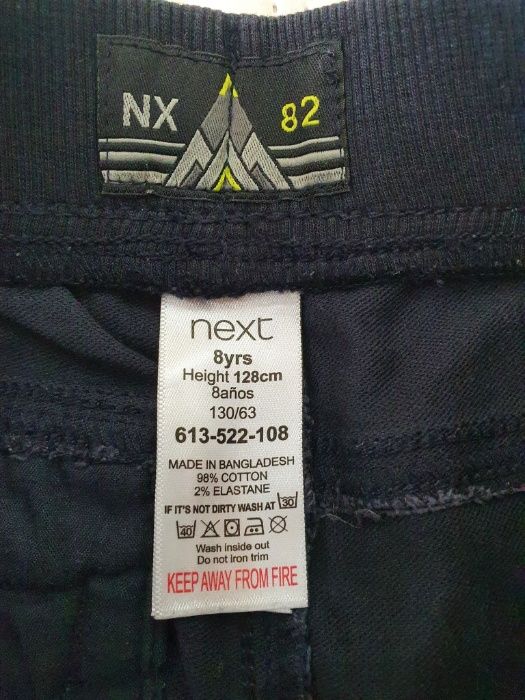 NX 82
next
8yrs
Height 128cm
8años
130/63
613-522-108
MADE IN BANGLADESH
98% COTTON
2% ELASTANE
IF IT'S NOT DIRTY WASH AT 30
40
Wash inside out
Do not iron trim
KEEP AWAY FROM FIRE